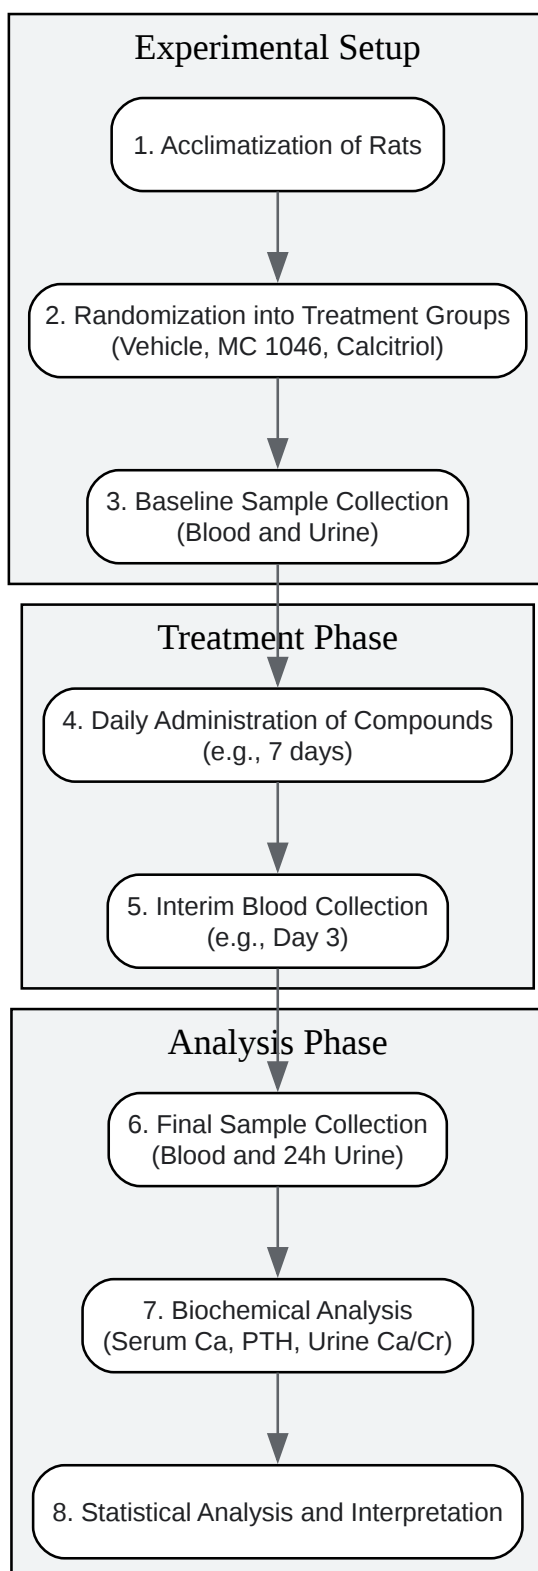 Experimental Setup
1. Acclimatization of Rats
2. Randomization into Treatment Groups
(Vehicle, MC 1046, Calcitriol)
3. Baseline Sample Collection
(Blood and Urine)
Treatment Phase
4. Daily Administration of Compounds
(e.g., 7 days)
5. Interim Blood Collection
(e.g., Day 3)
Analysis Phase
6. Final Sample Collection
(Blood and 24h Urine)
7. Biochemical Analysis
(Serum Ca, PTH, Urine Ca/Cr)
8. Statistical Analysis and Interpretation